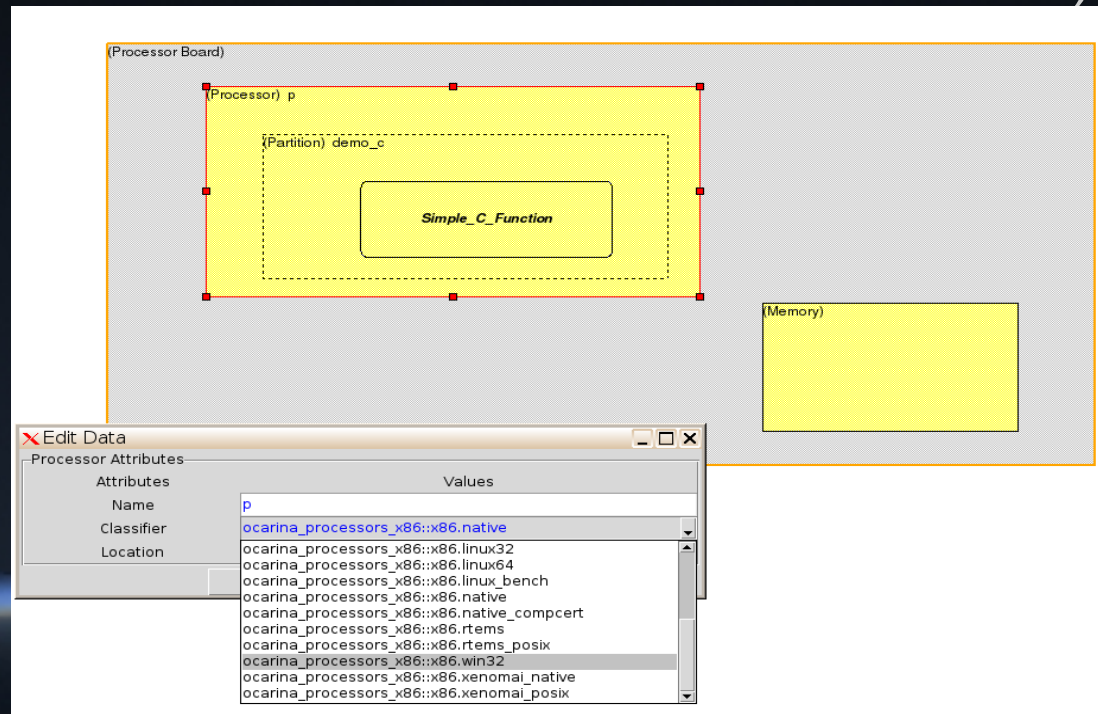 (Processor Board)
(Processor) p
(Partition) demo_c
Simple_C_Function
(Memory)
Edit Data
Processor Attributes
Attributes Values
Name p
Classifier ocarina_processors_x86::x86.native
Location
ocarina_processors_x86::x86.linux32
ocarina_processors_x86::x86.linux64
ocarina_processors_x86::x86.linux_bench
ocarina_processors_x86::x86.native
ocarina_processors_x86::x86.native_compcert
ocarina_processors_x86::x86.rtems
ocarina_processors_x86::x86.rtems_posix
ocarina_processors_x86::x86.win32
ocarina_processors_x86::x86.xenomai_native
ocarina_processors_x86::x86.xenomai_posix